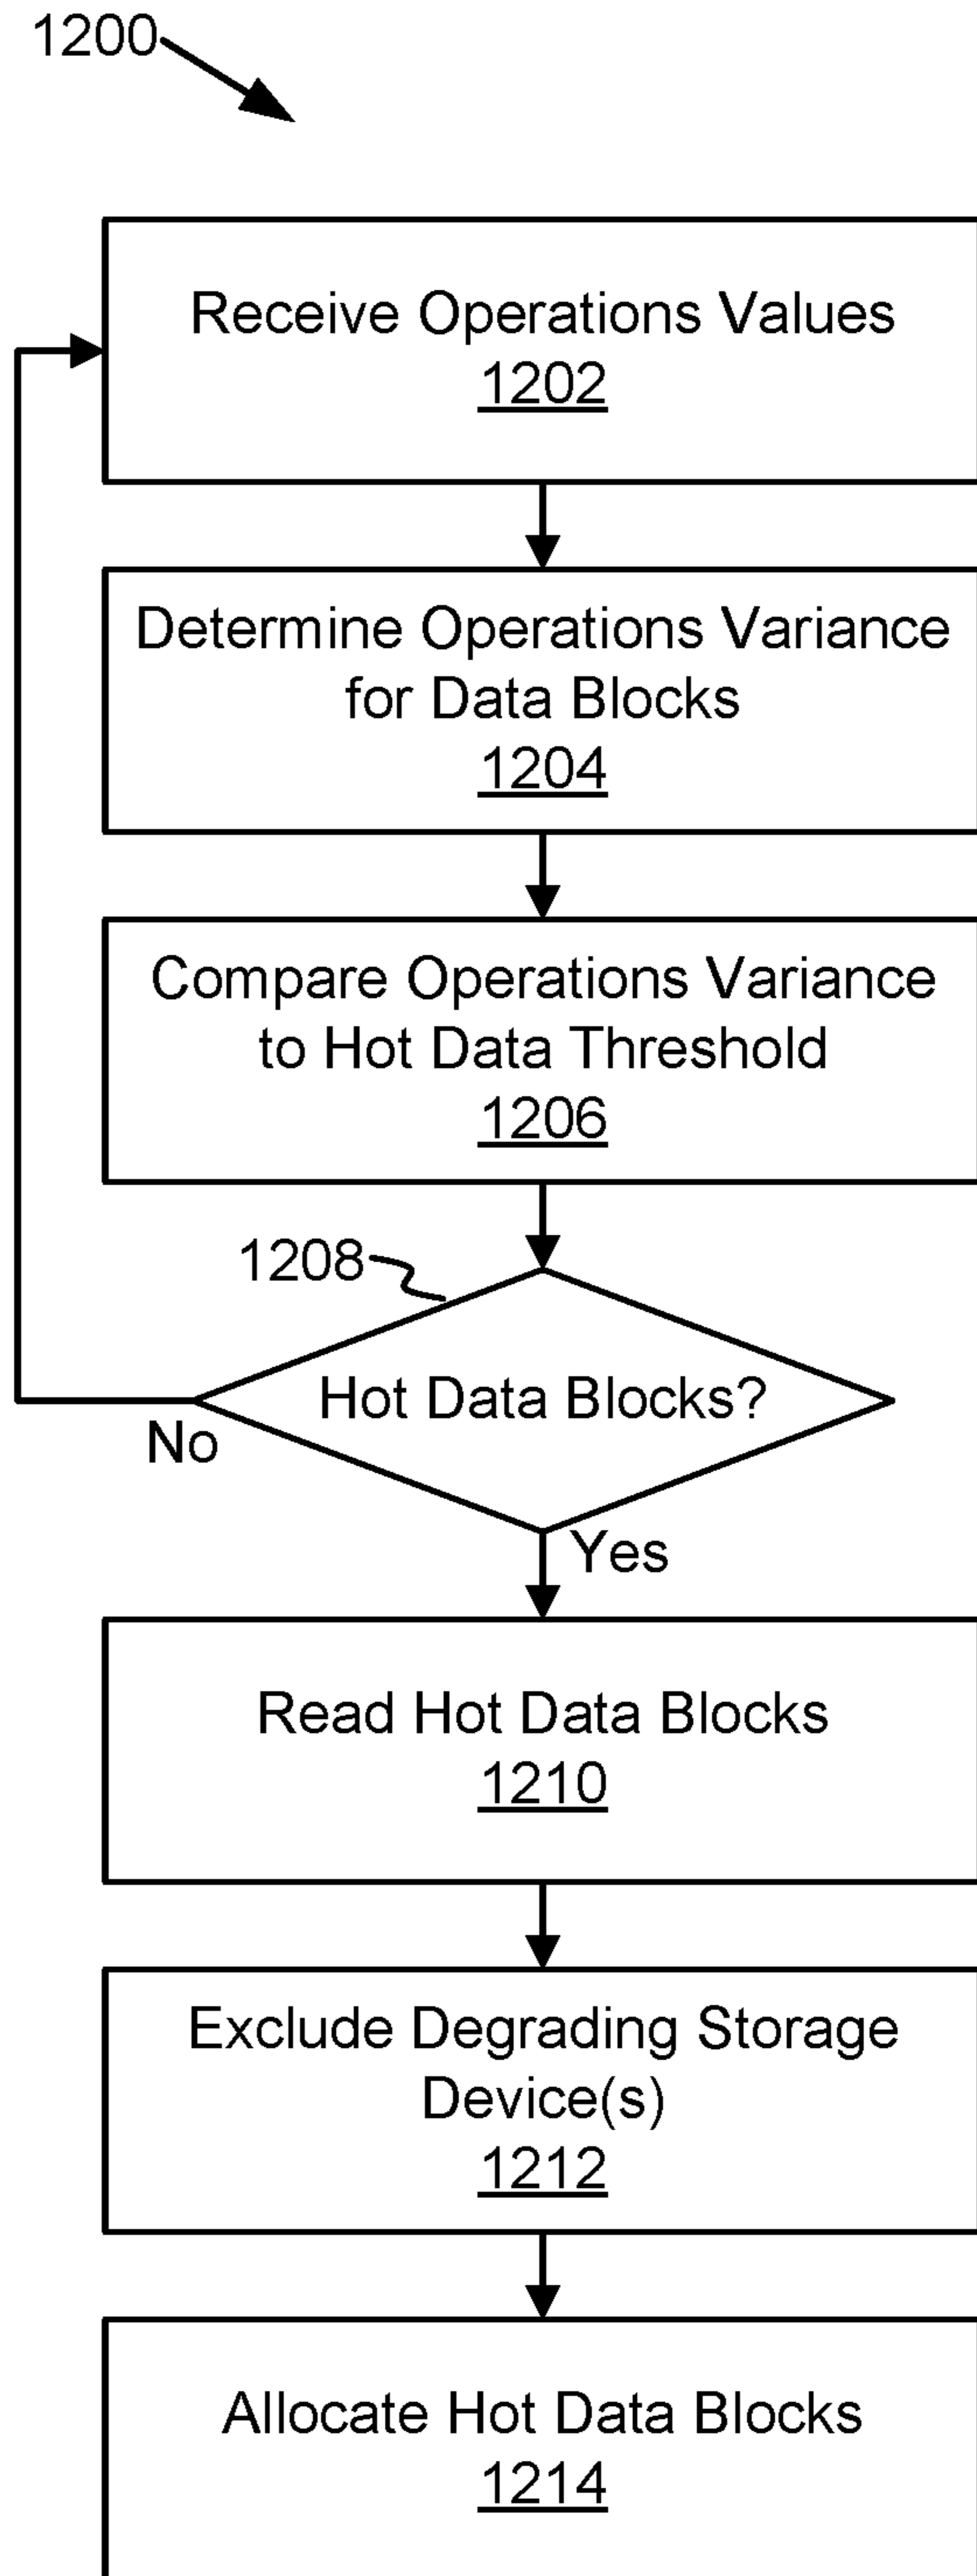 1200
Receive Operations Values
1202
Determine Operations Variance
for Data Blocks
1204
Compare Operations Variance
to Hot Data Threshold
1206
1208
Hot Data Blocks?
No
Yes
Read Hot Data Blocks
1210
Exclude Degrading Storage
Device(s)
1212
Allocate Hot Data Blocks
1214